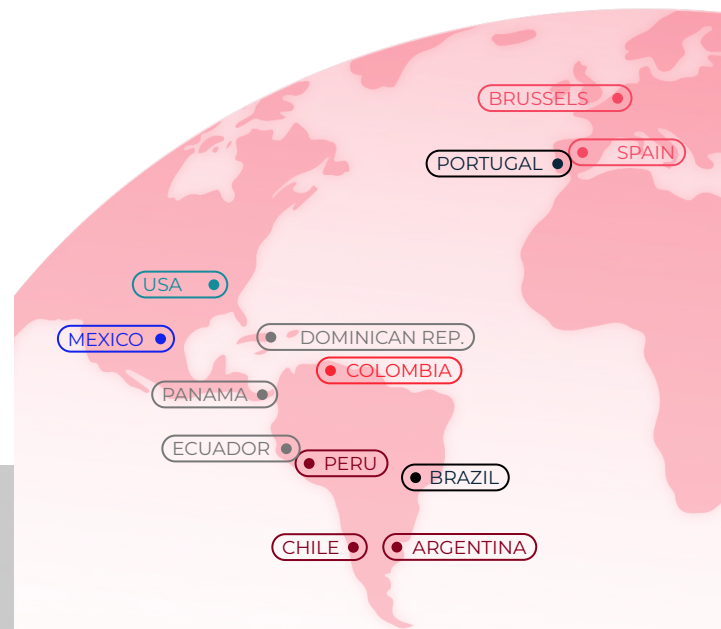 BRUSSELS
SPAIN
PORTUGAL
USA
MEXICO
DOMINICAN REP.
COLOMBIA
PANAMA
ECUADOR
PERU
BRAZIL
CHILE
ARGENTINA